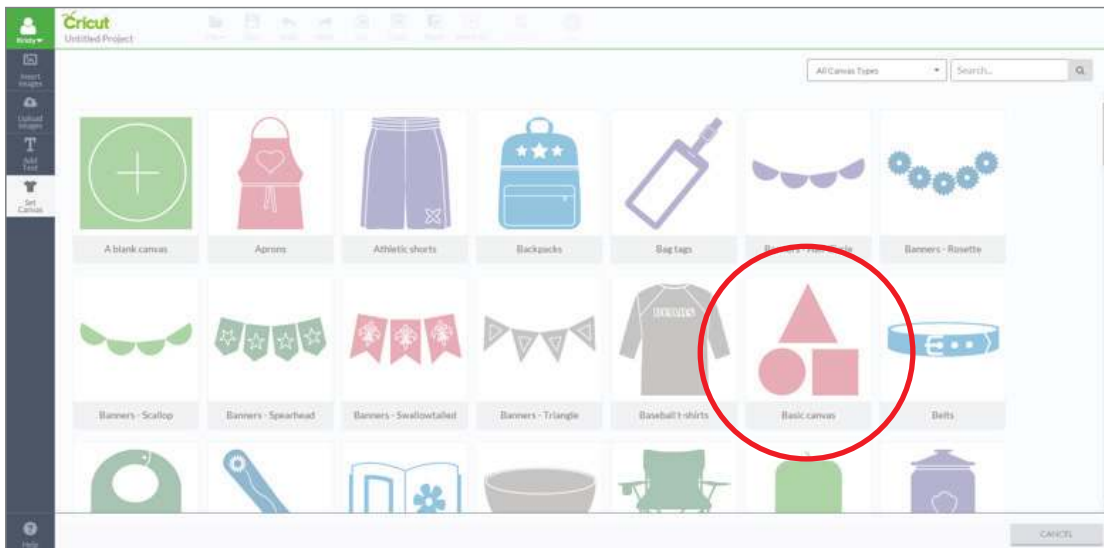 Cricut
Untitled Project
Kristy
Insert
Images
Upload
Images
T
Add
Text
Set
Canvas
All Canvas Types
Search...
A blank canvas
Aprons
Athletic shorts
Backpacks
Bag tags
Banners - Rosette
Banners - Scallop
Banners - Spearhead
Banners - Swallowtailed
Banners - Triangle
Baseball t-shirts
Basic canvas
Belts
?
Help
CANCEL